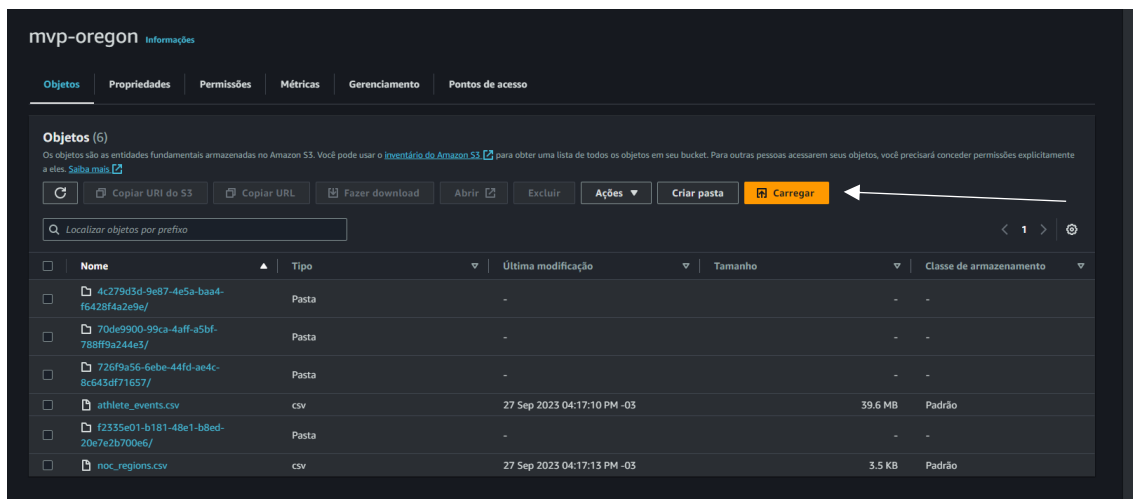 mvp-oregon Informações
Objetos Propriedades Permissões Métricas Gerenciamento Pontos de acesso
Objetos (6)
Os objetos são as entidades fundamentais armazenadas no Amazon S3. Você pode usar o inventário do Amazon S3 para obter uma lista de todos os objetos em seu bucket. Para outras pessoas acessarem seus objetos, você precisará conceder permissões explicitamente
a eles. Saiba mais
Copiar URI do S3 Copiar URL Fazer download Abrir Excluir Ações Criar pasta Carregar
Localizar objetos por prefixo
1
Nome Tipo Última modificação Tamanho Classe de armazenamento
4c279d3d-9e87-4e5a-baa4-
f6428f4a2e9e/
Pasta - - -
70de9900-99ca-4aff-a5bf-
788ff9a244e3/
Pasta - - -
726f9a56-6ebe-44fd-ae4c-
8c643df71657/
Pasta - - -
athlete_events.csv csv 27 Sep 2023 04:17:10 PM -03 39.6 MB Padrão
f2335e01-b181-48e1-b8ed-
20e7e2b700e6/
Pasta - - -
noc_regions.csv csv 27 Sep 2023 04:17:13 PM -03 3.5 KB Padrão